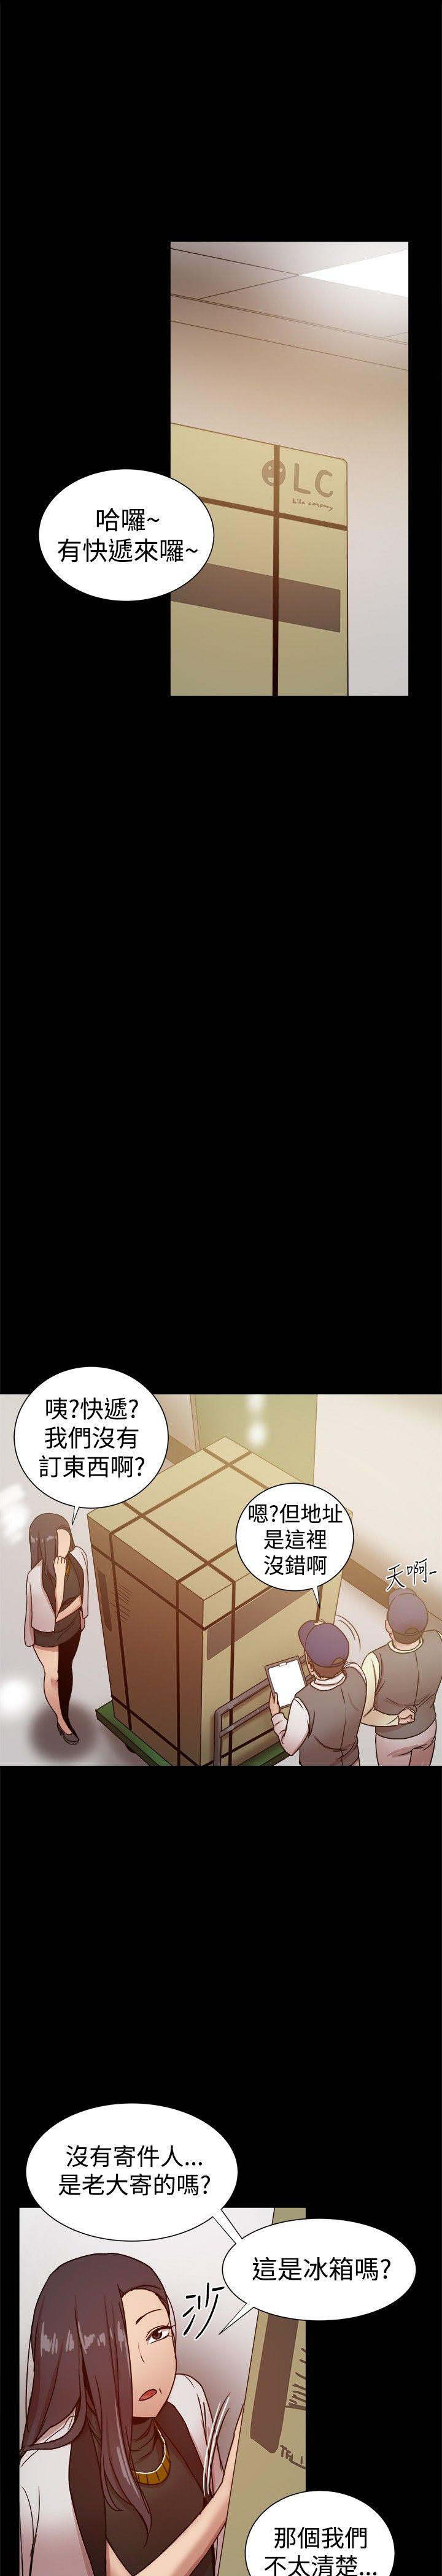 LC
Life company
哈囉~
有快遞來囉~
咦?快遞?
我們沒有
訂東西啊?
嗯?但地址
是這裡
沒錯啊
天啊-
沒有寄件人...
是老大寄的嗎?
這是冰箱嗎?
沙
那個我們
不太清楚...